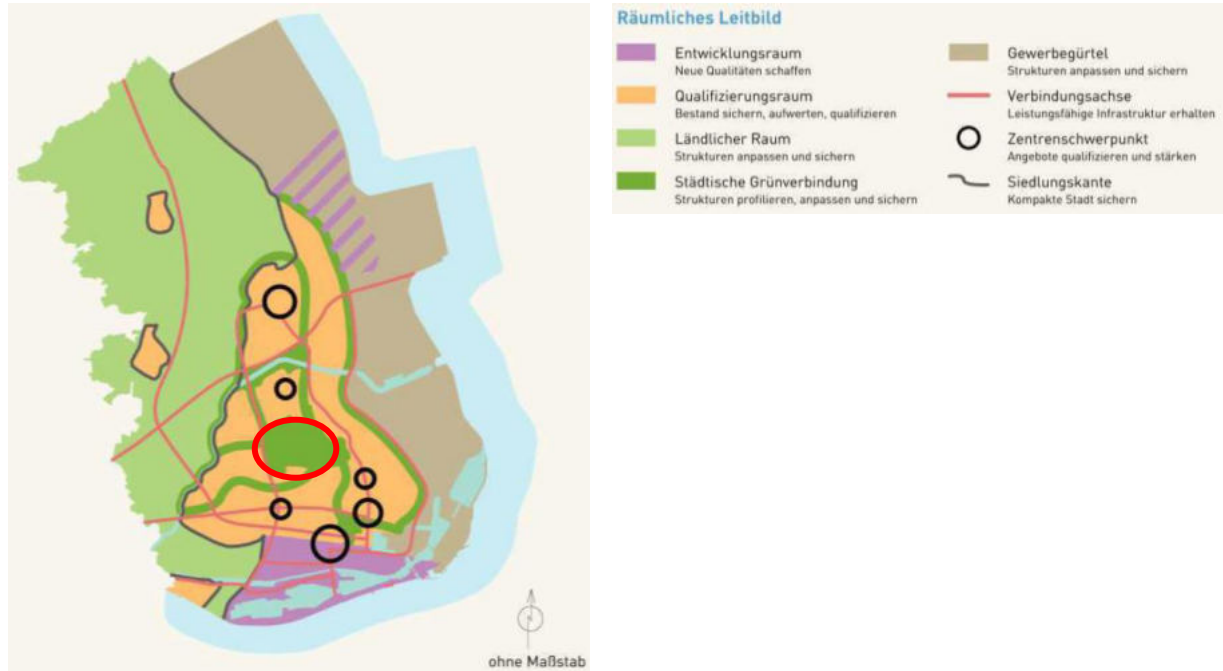 Räumliches Leitbild
Entwicklungsraum
Neue Qualitäten schaffen
Qualifizierungsraum
Bestand sichern, aufwerten, qualifizieren
Ländlicher Raum
Strukturen anpassen und sichern
Städtische Grünverbindung
Strukturen profilieren, anpassen und sichern
Gewerbegürtel
Strukturen anpassen und sichern
Verbindungsachse
Leistungsfähige Infrastruktur erhalten
Zentrenschwerpunkt
Angebote qualifizieren und stärken
Siedlungskante
Kompakte Stadt sichern
ohne Maßstab